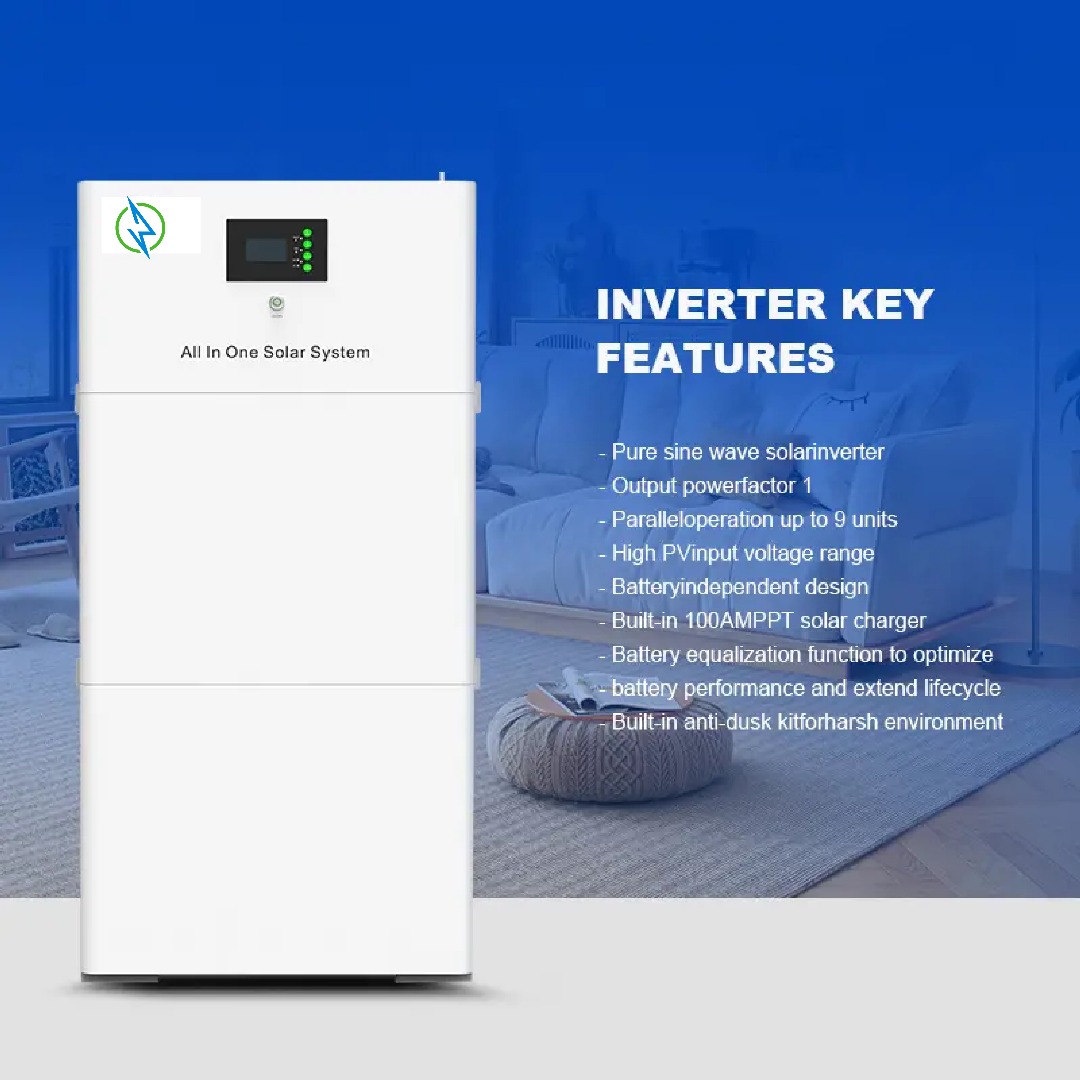 All In One Solar System
INVERTER KEY
FEATURES
- Pure sine wave solarinverter
- Output powerfactor 1
- Paralleloperation up to 9 units
- High PVinput voltage range
- Batteryindependent design
- Built-in 100AMPPT solar charger
- Battery equalization function to optimize
- battery performance and extend lifecycle
- Built-in anti-dusk kitforharsh environment